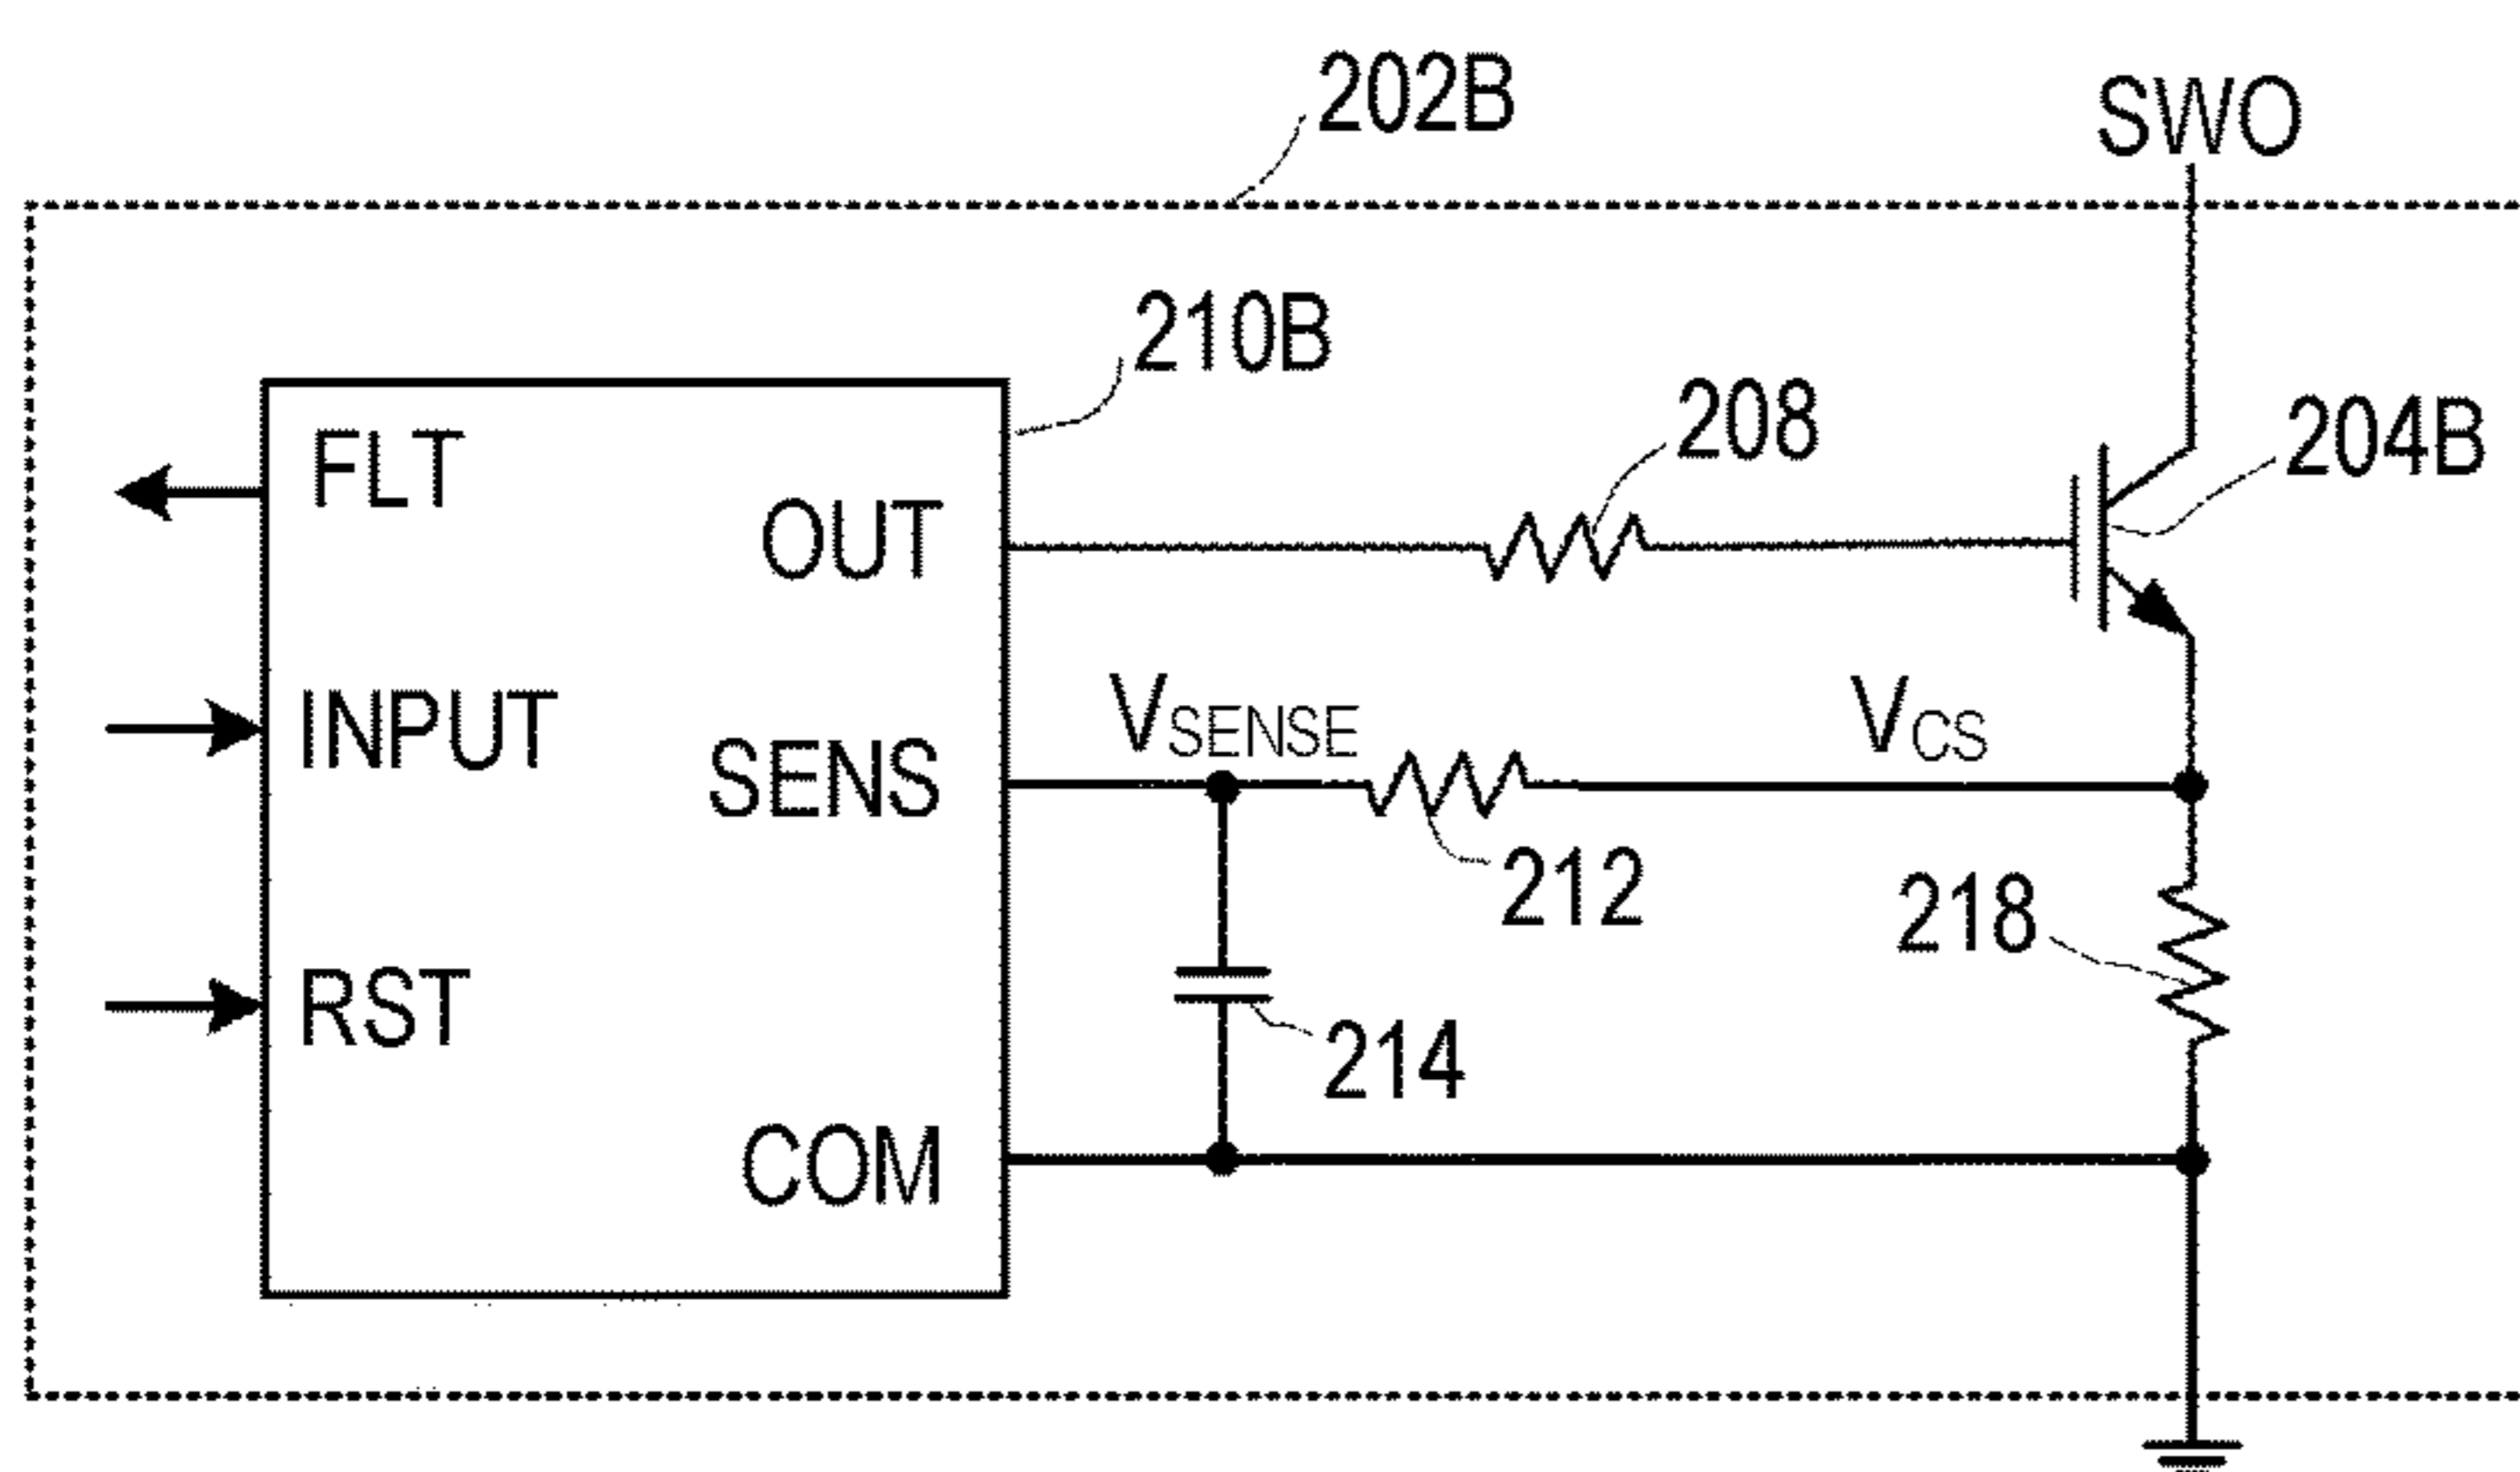 202B
SWO
210B
208
204B
FLT
OUT
INPUT
VSENSE
VCS
SENS
212
218
RST
214
COM